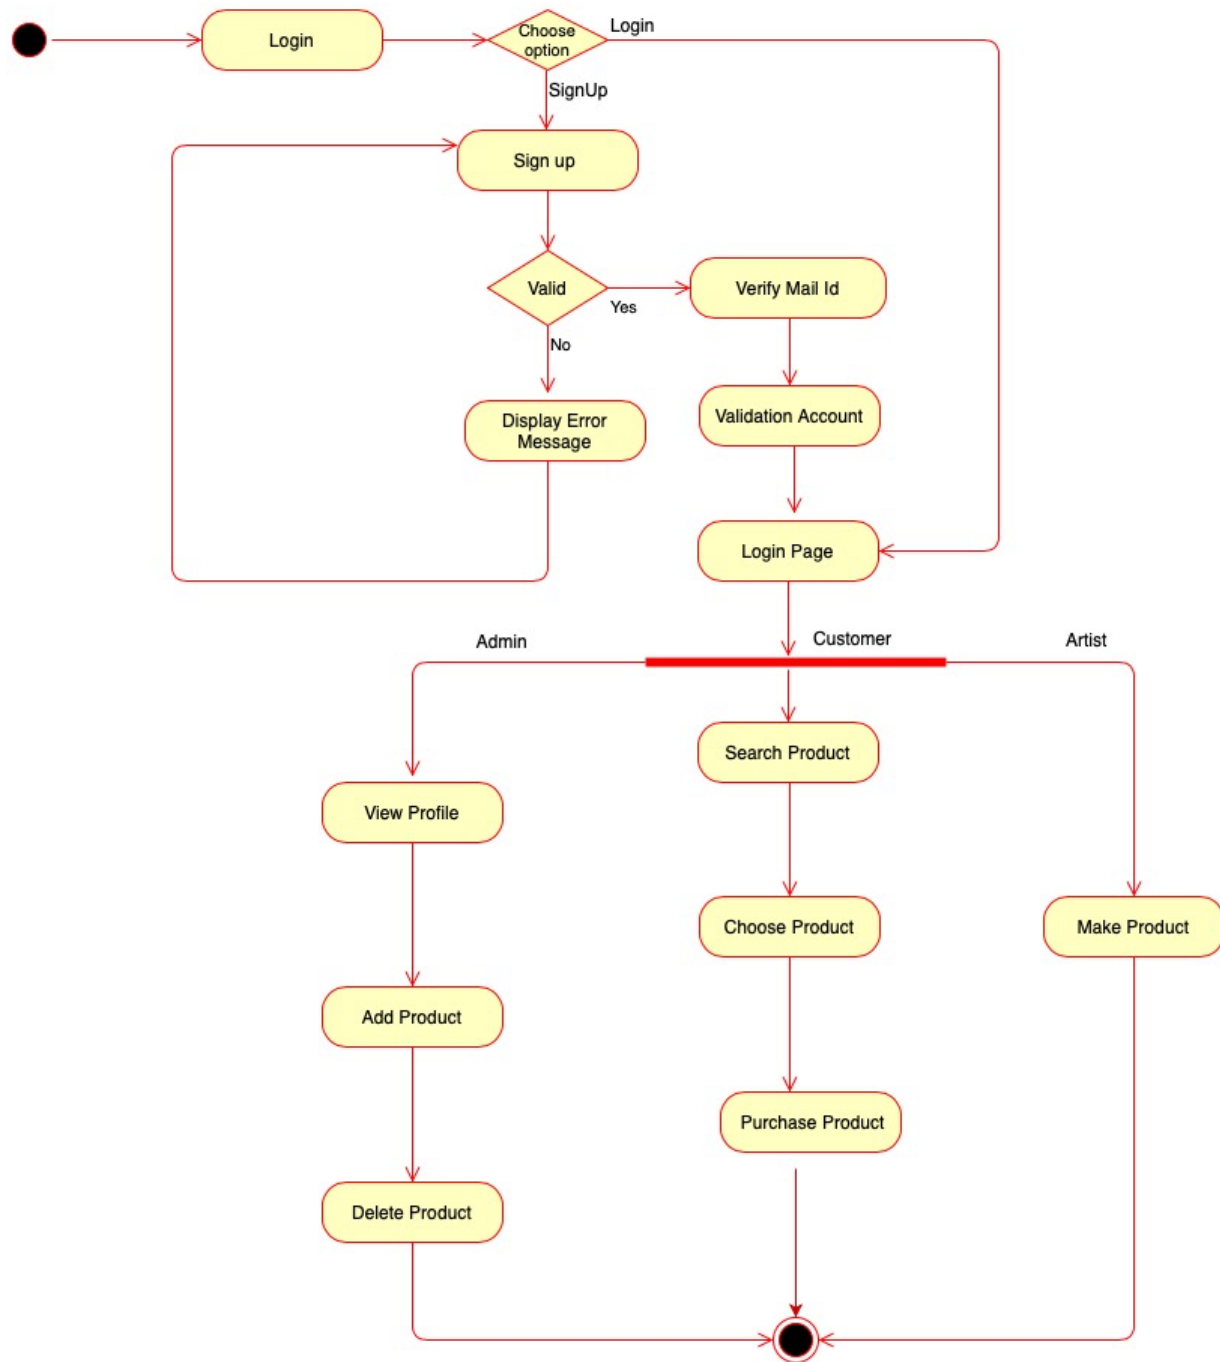 Login
Choose
option
Login
SignUp
Sign up
Valid
Yes
Verify Mail Id
No
Validation Account
Display Error
Message
Login Page
Admin
Customer
Artist
Search Product
View Profile
Choose Product
Make Product
Add Product
Purchase Product
Delete Product